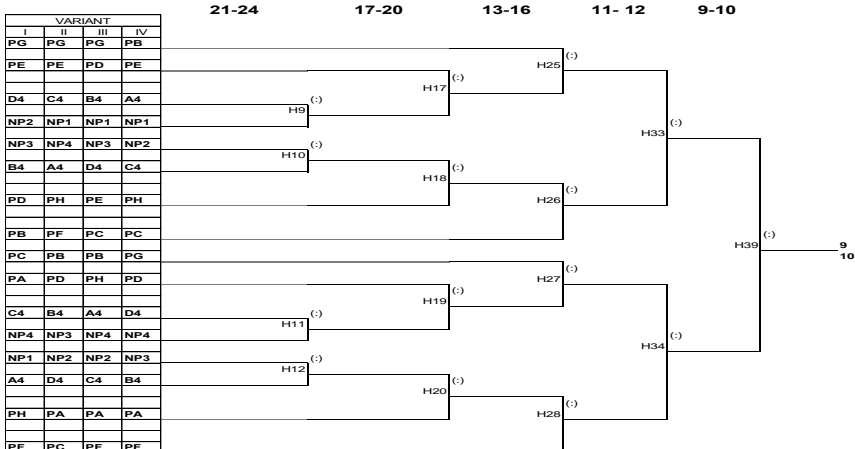 21-24 17-20 13-16 11- 12 9-10
VARIANT
I II III IV
PG PG PG PB
(:)
PE PE PD PE H25
(:)
H17
D4 C4 B4 A4 (:)
H9
NP2 NP1 NP1 NP1 (:)
H33
NP3 NP4 NP3 NP2 (:)
H10
B4 A4 D4 C4 (:)
H18
(:)
PD PH PE PH H26
PB PF PC PC (:)
H39 9
PC PB PB PG 10
(:)
PA PD PH PD H27
(:)
H19
C4 B4 A4 D4 (:)
H11
NP4 NP3 NP4 NP4 (:)
H34
NP1 NP2 NP2 NP3 (:)
H12
A4 D4 C4 B4 (:)
H20
(:)
PH PA PA PA H28
PF PC PF PF